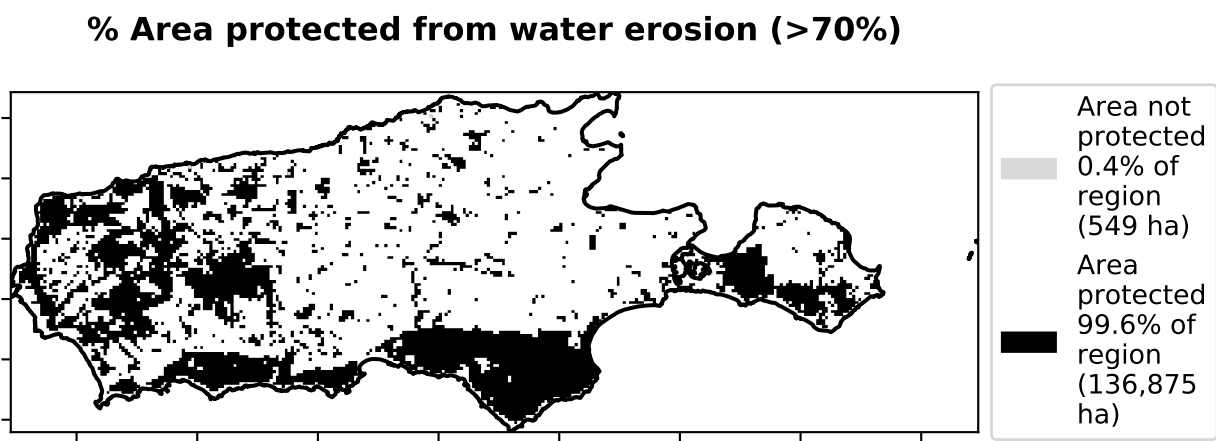 % Area protected from water erosion (>70%)
Area not
protected
0.4% of
region
(549 ha)
Area
protected
99.6% of
region
(136,875
ha)